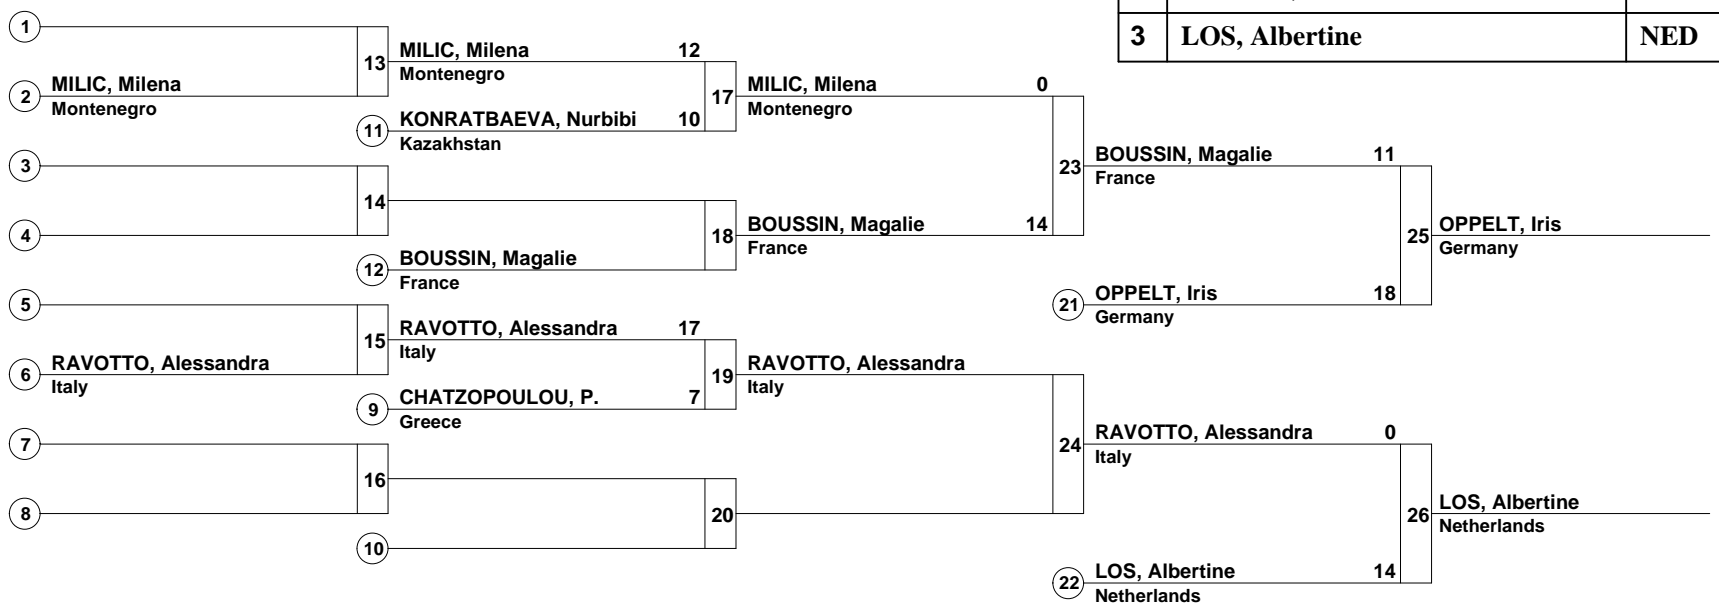 3 LOS, Albertine NED
1
13 MILIC, Milena 12
Montenegro
2 MILIC, Milena
Montenegro
17 MILIC, Milena 0
Montenegro
11 KONRATBAEVA, Nurbibi 10
Kazakhstan
3
23 BOUSSIN, Magalie 11
France
14
4
18 BOUSSIN, Magalie 14
France
25 OPPELT, Iris
Germany
12 BOUSSIN, Magalie
France
5
21 OPPELT, Iris 18
Germany
15 RAVOTTO, Alessandra 17
Italy
6 RAVOTTO, Alessandra
Italy
19 RAVOTTO, Alessandra
Italy
9 CHATZOPOULOU, P. 7
Greece
7
24 RAVOTTO, Alessandra 0
Italy
16
8
20
26 LOS, Albertine
Netherlands
10
22 LOS, Albertine 14
Netherlands